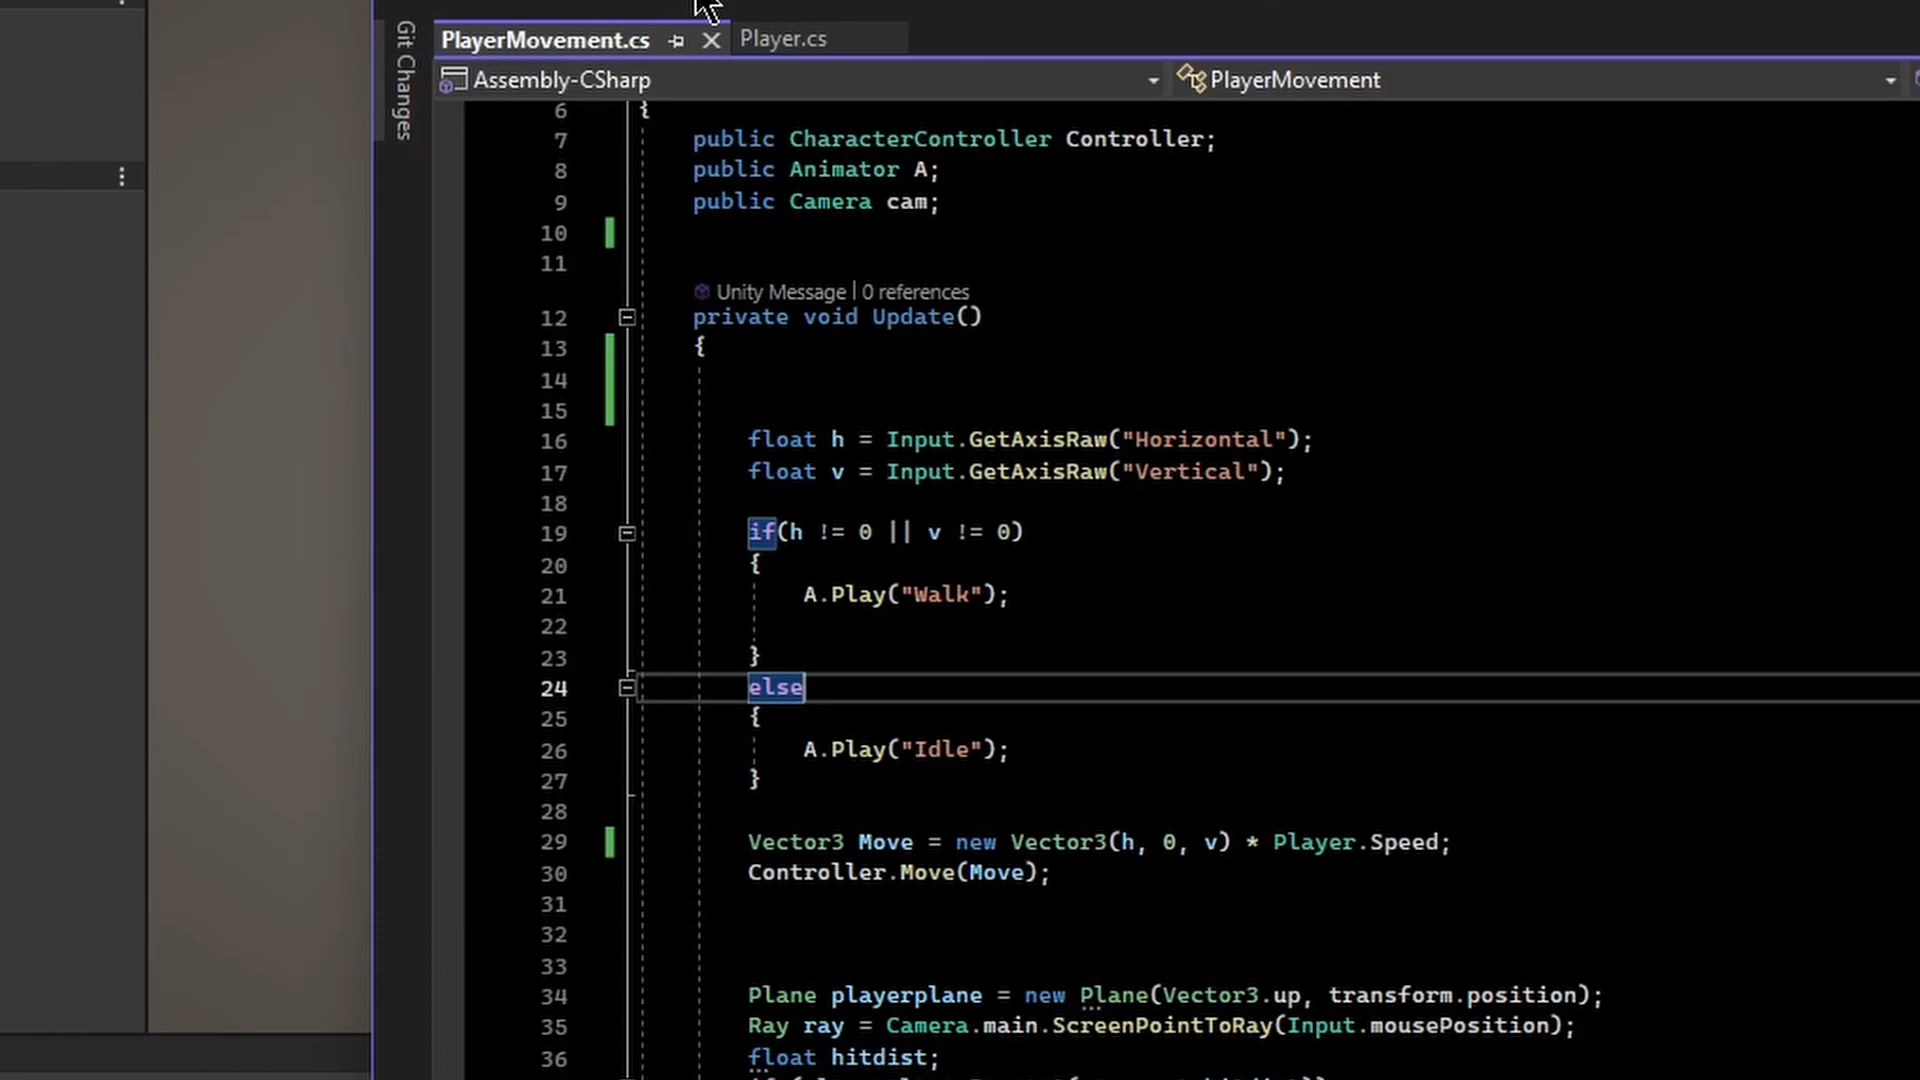 Git Changes
PlayerMovement.cs
Player.cs
Assembly-CSharp
PlayerMovement
6 {
7 public CharacterController Controller;
8 public Animator A;
9 public Camera cam;
10
11
Unity Message | 0 references
12 private void Update()
13 {
14
15
16 float h = Input.GetAxisRaw("Horizontal");
17 float v = Input.GetAxisRaw("Vertical");
18
19 if(h != 0 || v != 0)
20 {
21 A.Play("Walk");
22
23 }
24 else
25 {
26 A.Play("Idle");
27 }
28
29 Vector3 Move = new Vector3(h, 0, v) * Player.Speed;
30 Controller.Move(Move);
31
32
33
34 Plane playerplane = new Plane(Vector3.up, transform.position);
35 Ray ray = Camera.main.ScreenPointToRay(Input.mousePosition);
36 float hitdist;